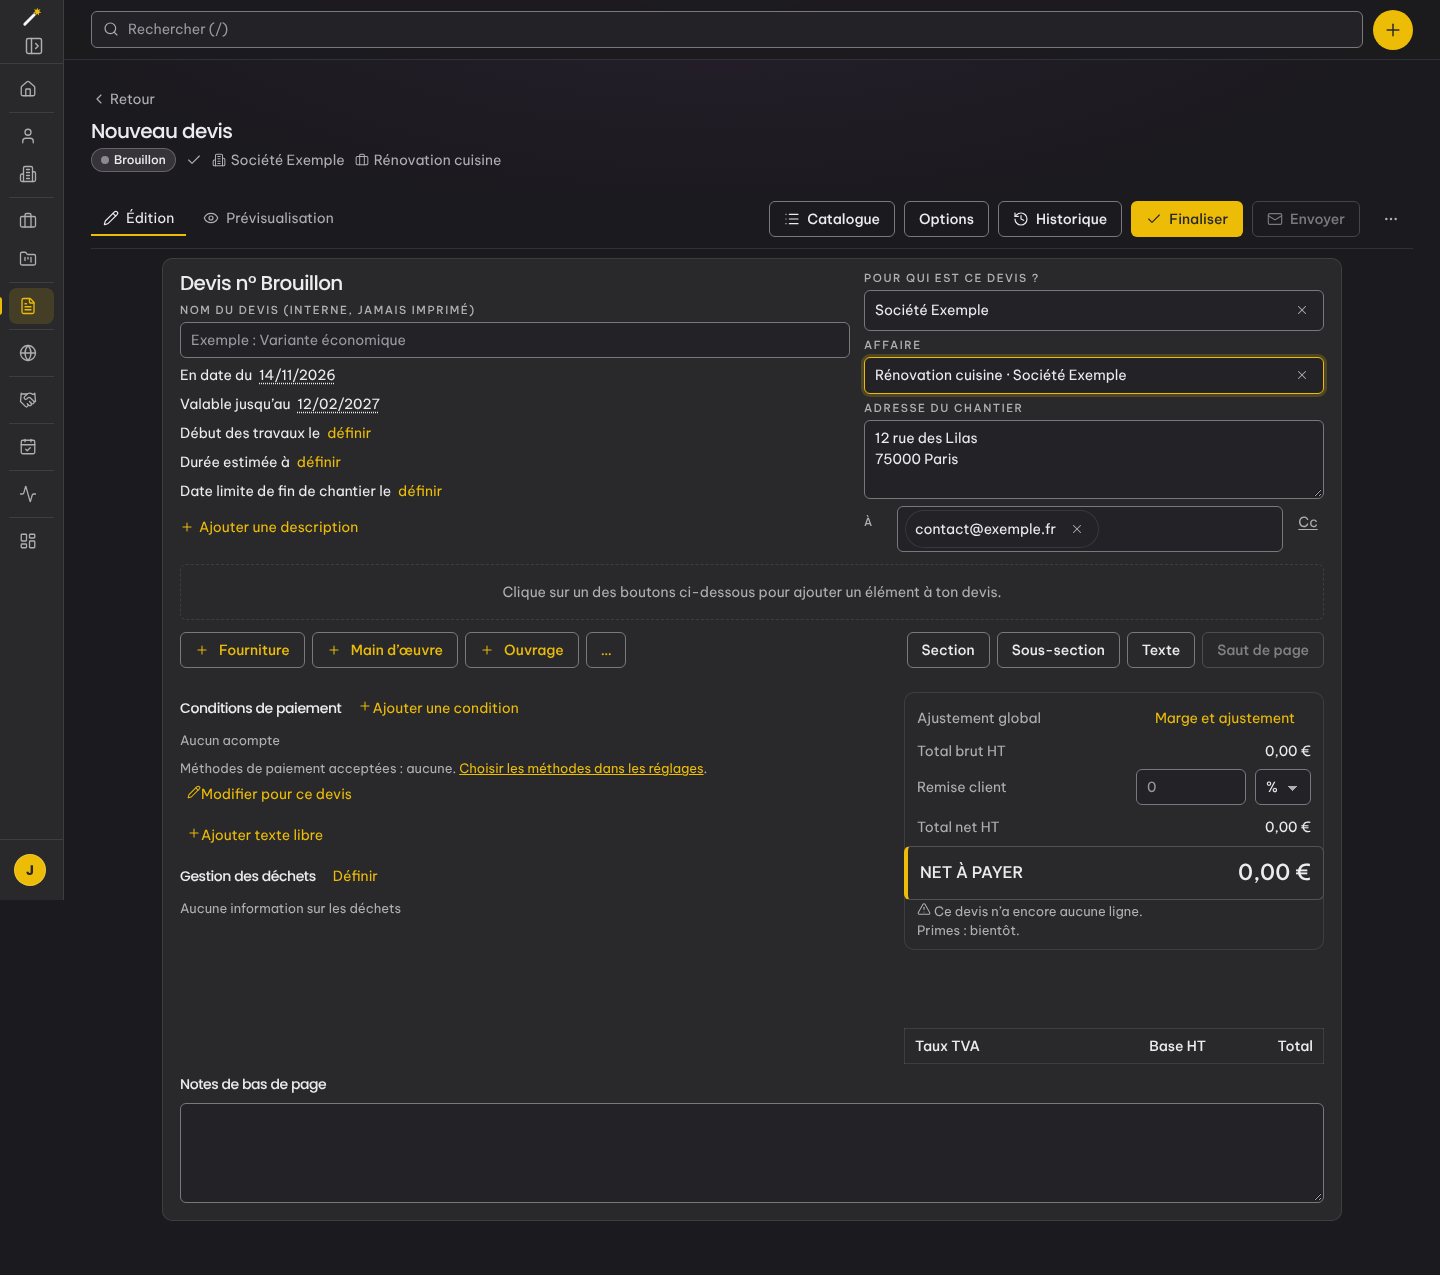 Rechercher (/)
Retour
Nouveau devis
Brouillon
Société Exemple
Rénovation cuisine
Édition
Prévisualisation
Catalogue
Options
Historique
Finaliser
Envoyer
Devis n° Brouillon
NOM DU DEVIS (INTERNE, JAMAIS IMPRIMÉ)
Exemple : Variante économique
En date du 14/11/2026
Valable jusqu’au 12/02/2027
Début des travaux le définir
Durée estimée à définir
Date limite de fin de chantier le définir
Ajouter une description
POUR QUI EST CE DEVIS ?
Société Exemple
AFFAIRE
Rénovation cuisine · Société Exemple
ADRESSE DU CHANTIER
12 rue des Lilas
75000 Paris
À
contact@exemple.fr
Cc
Clique sur un des boutons ci-dessous pour ajouter un élément à ton devis.
Fourniture
Main d’œuvre
Ouvrage
...
Section
Sous-section
Texte
Saut de page
Conditions de paiement
Ajouter une condition
Aucun acompte
Méthodes de paiement acceptées : aucune. Choisir les méthodes dans les réglages.
Modifier pour ce devis
Ajouter texte libre
Gestion des déchets
Définir
Aucune information sur les déchets
Ajustement global
Marge et ajustement
Total brut HT
0,00 €
Remise client
0
%
Total net HT
0,00 €
NET À PAYER
0,00 €
Ce devis n’a encore aucune ligne.
Primes : bientôt.
Taux TVA
Base HT
Total
Notes de bas de page
J